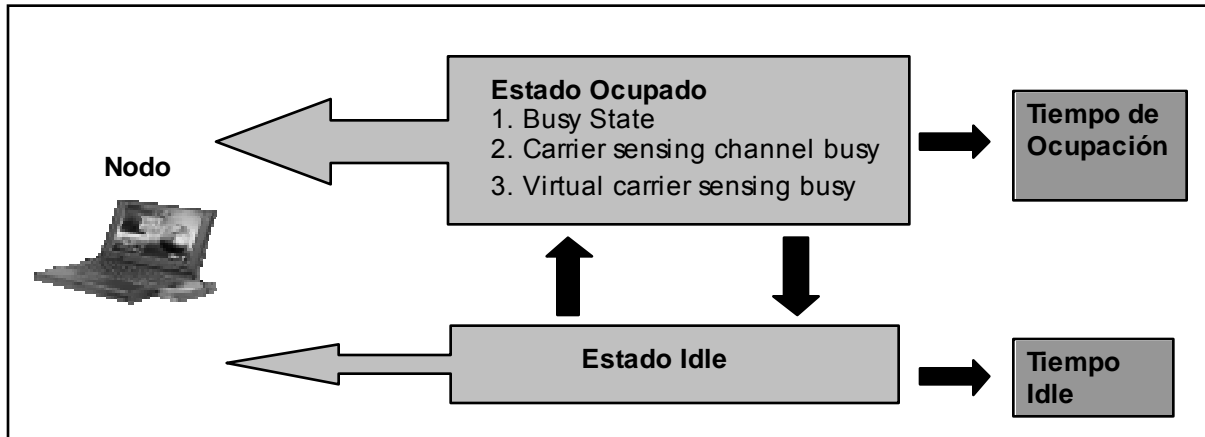 Estado Ocupado
1. Busy State
2. Carrier sensing channel busy
3. Virtual carrier sensing busy
Tiempo de
Ocupación
Nodo
Estado Idle
Tiempo
Idle